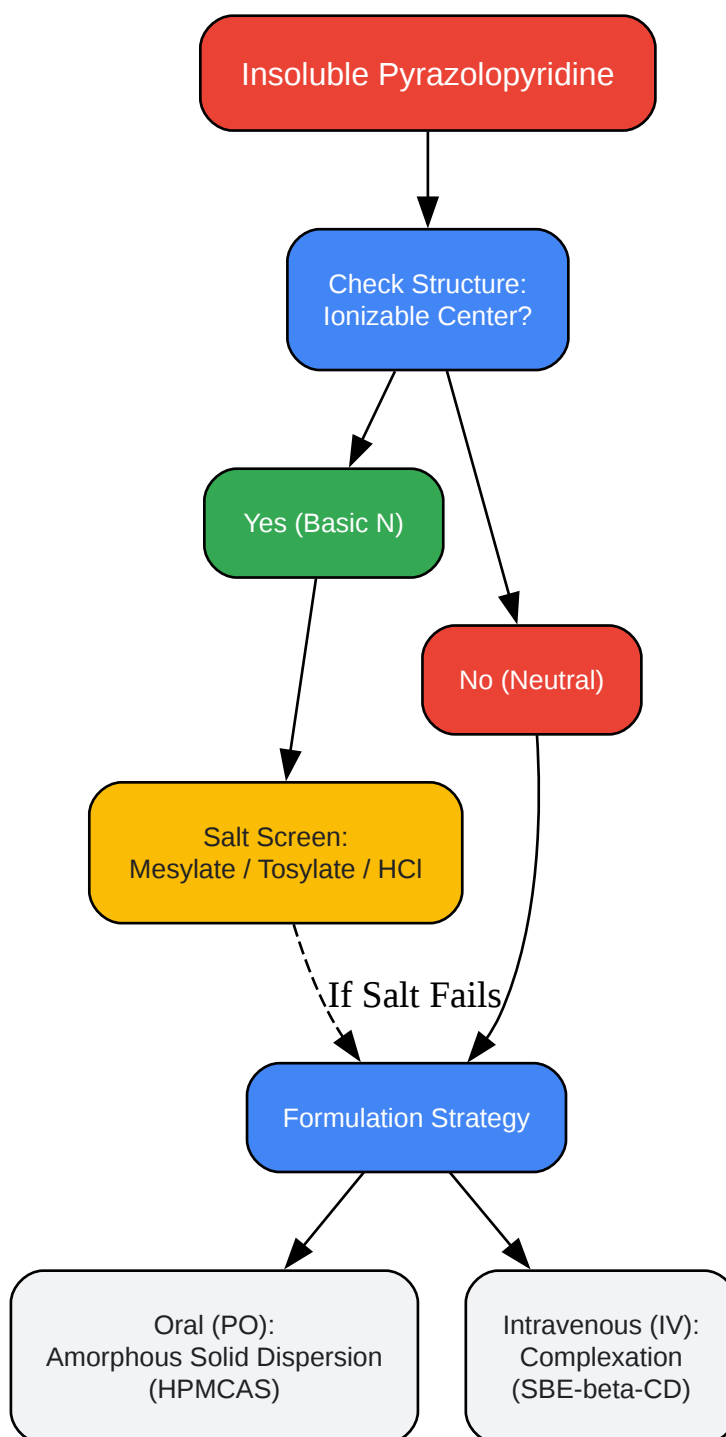 Insoluble Pyrazolopyridine
Check Structure:
Ionizable Center?
Yes (Basic N)
No (Neutral)
Salt Screen:
Mesylate / Tosylate / HCl
If Salt Fails
Formulation Strategy
Oral (PO):
Amorphous Solid Dispersion
(HPMCAS)
Intravenous (IV):
Complexation
(SBE-beta-CD)